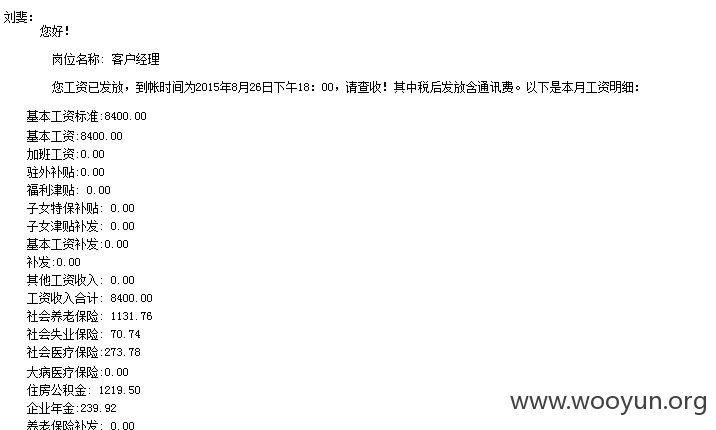 刘斐:
您好!
岗位名称: 客户经理
您工资已发放，到帐时间为2015年8月26日下午18：00，请查收！其中税后发放含通讯费。以下是本月工资明细:
基本工资标准:8400.00
基本工资:8400.00
加班工资:0.00
驻外补贴:0.00
福利津贴: 0.00
子女特保补贴: 0.00
子女津贴补发: 0.00
基本工资补发:0.00
补发:0.00
其他工资收入: 0.00
工资收入合计: 8400.00
社会养老保险: 1131.76
社会失业保险: 70.74
社会医疗保险:273.78
大病医疗保险:0.00
住房公积金: 1219.50
企业年金:239.92
养老保险补发: 0.00
www.wooyun.org